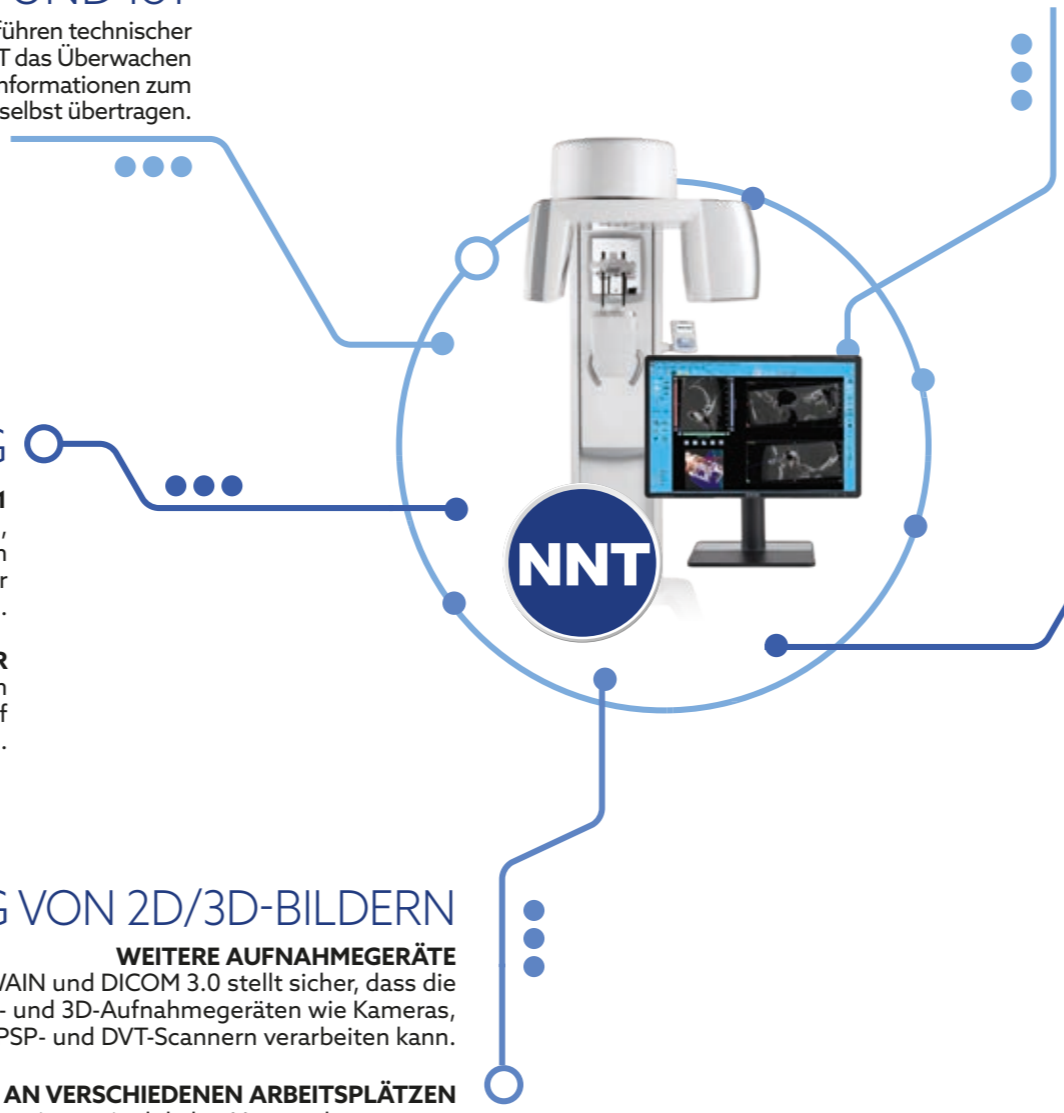 führen technischer
T das Überwachen
nformationen zum
selbst übertragen.
G
,
n
r
.
R
n
f
.
NNT
G VON 2D/3D-BILDERN
WEITERE AUFNAHMEGERÄTE
WAIN und DICOM 3.0 stellt sicher, dass die
- und 3D-Aufnahmegeräten wie Kameras,
PSP- und DVT-Scannern verarbeiten kann.
AN VERSCHIEDENEN ARBEITSPLÄTZEN